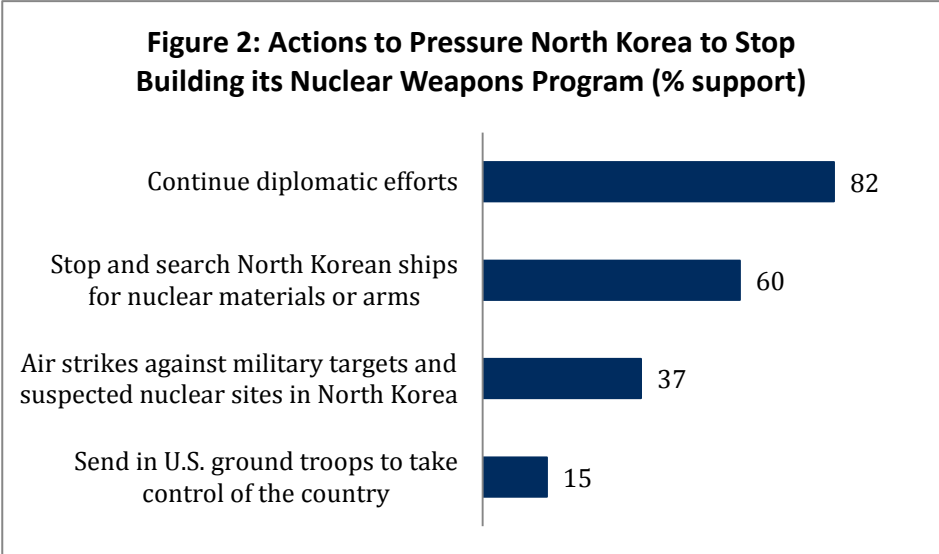 Figure 2: Actions to Pressure North Korea to Stop
Building its Nuclear Weapons Program (% support)
Continue diplomatic efforts
82
Stop and search North Korean ships
for nuclear materials or arms
60
Air strikes against military targets and
suspected nuclear sites in North Korea
37
Send in U.S. ground troops to take
control of the country
15